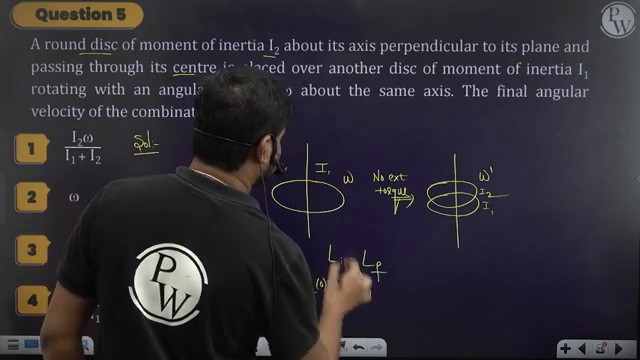 Question 5
A round disc of moment of inertia I₂ about its axis perpendicular to its plane and
passing through its centre is placed over another disc of moment of inertia I₁
rotating with an angular ω about the same axis. The final angular
velocity of the combinat
1 I₂ω / I₁ + I₂
Sol:-
2 ω
3
4
I₁ ω
No ext
torque
ω'
I₂
I₁
L L
(0)
PW
PW